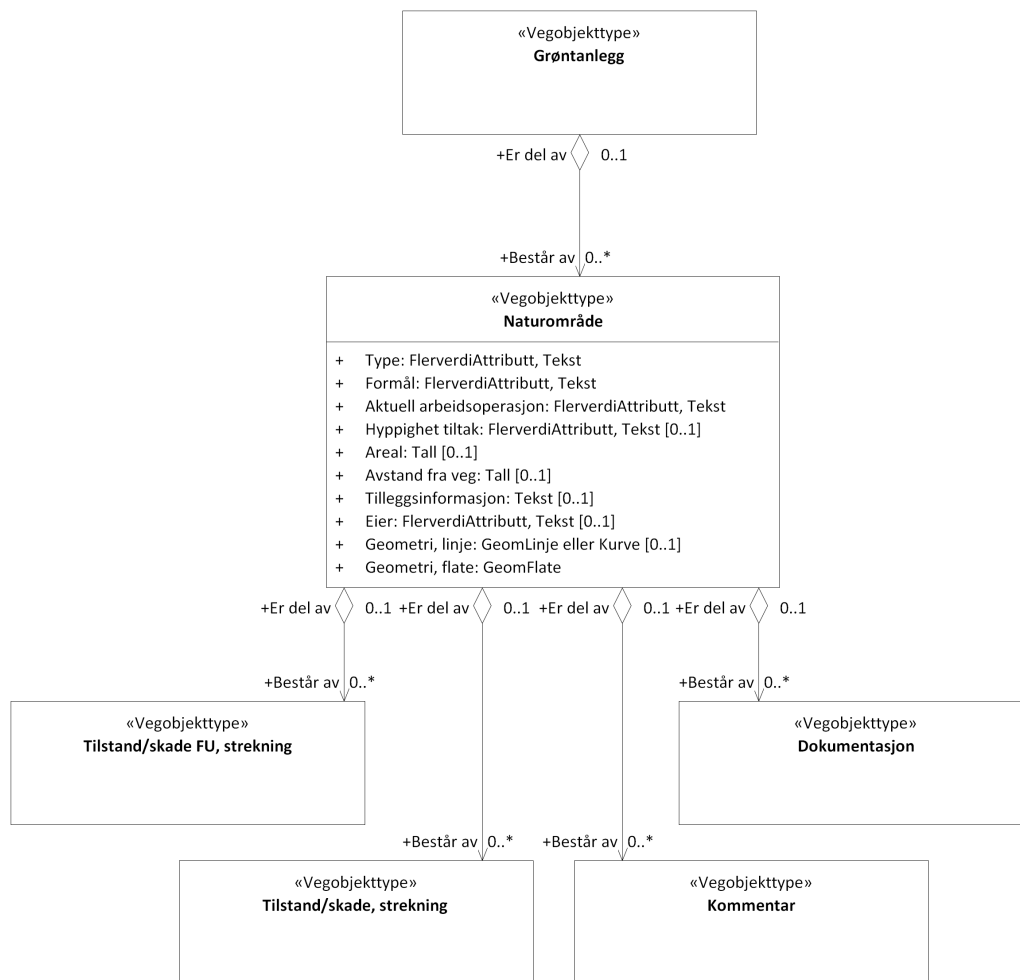 «Vegobjekttype»
Grøntanlegg
+Er del av 0..1
+Består av 0..*
«Vegobjekttype»
Naturområde
+ Type: FlerverdiAttributt, Tekst
+ Formål: FlerverdiAttributt, Tekst
+ Aktuell arbeidsoperasjon: FlerverdiAttributt, Tekst
+ Hyppighet tiltak: FlerverdiAttributt, Tekst [0..1]
+ Areal: Tall [0..1]
+ Avstand fra veg: Tall [0..1]
+ Tilleggsinformasjon: Tekst [0..1]
+ Eier: FlerverdiAttributt, Tekst [0..1]
+ Geometri, linje: GeomLinje eller Kurve [0..1]
+ Geometri, flate: GeomFlate
+Er del av 0..1 +Er del av 0..1 +Er del av 0..1 +Er del av 0..1
+Består av 0..* +Består av 0..*
«Vegobjekttype»
Tilstand/skade FU, strekning
«Vegobjekttype»
Dokumentasjon
+Består av 0..* +Består av 0..*
«Vegobjekttype»
Tilstand/skade, strekning
«Vegobjekttype»
Kommentar